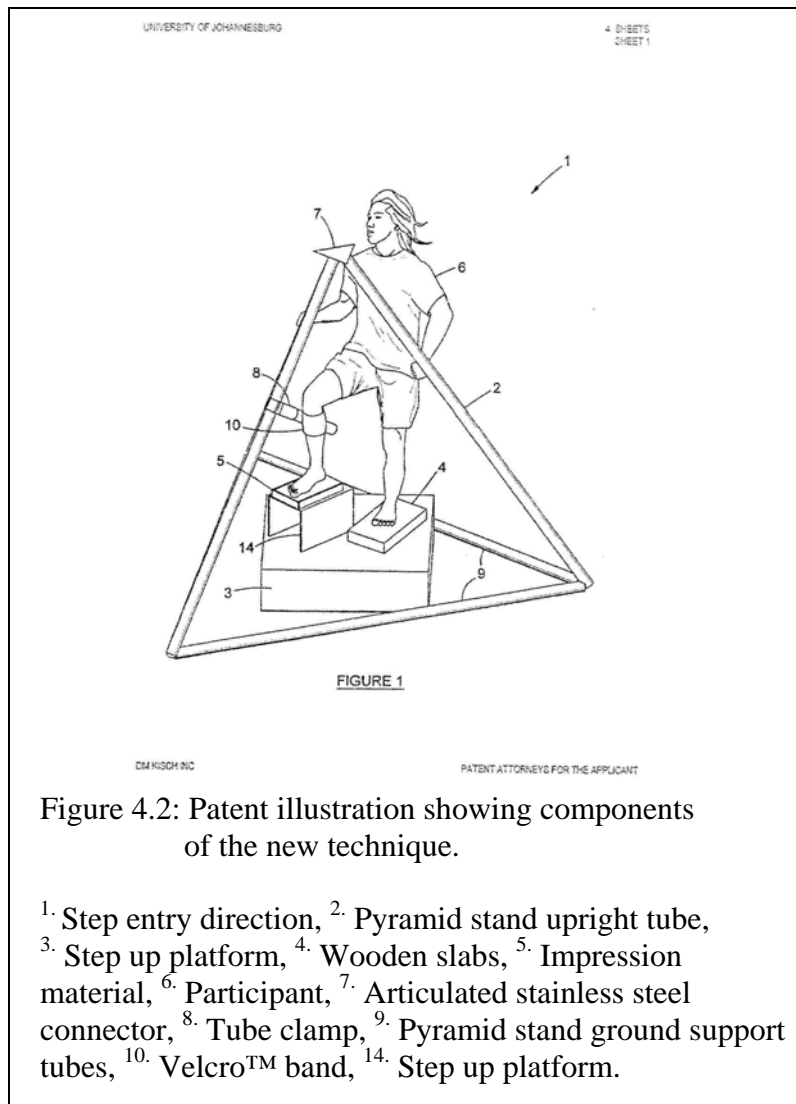 UNIVERSITY OF JOHANNESBURG
4 SHEETS
SHEET 1
1
7
6
2
8
10
5
4
14
9
3
FIGURE 1
DM KISCH INC
PATENT ATTORNEYS FOR THE APPLICANT
Figure 4.2: Patent illustration showing components
of the new technique.
1. Step entry direction, 2. Pyramid stand upright tube,
3. Step up platform, 4. Wooden slabs, 5. Impression
material, 6. Participant, 7. Articulated stainless steel
connector, 8. Tube clamp, 9. Pyramid stand ground support
tubes, 10. Velcro™ band, 14. Step up platform.